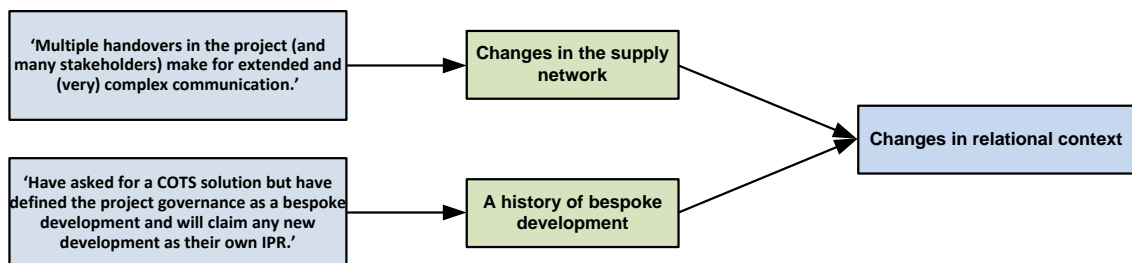 ‘Multiple handovers in the project (and
many stakeholders) make for extended and
(very) complex communication.’
Changes in the supply
network
Changes in relational context
‘Have asked for a COTS solution but have
defined the project governance as a bespoke
development and will claim any new
development as their own IPR.’
A history of bespoke
development